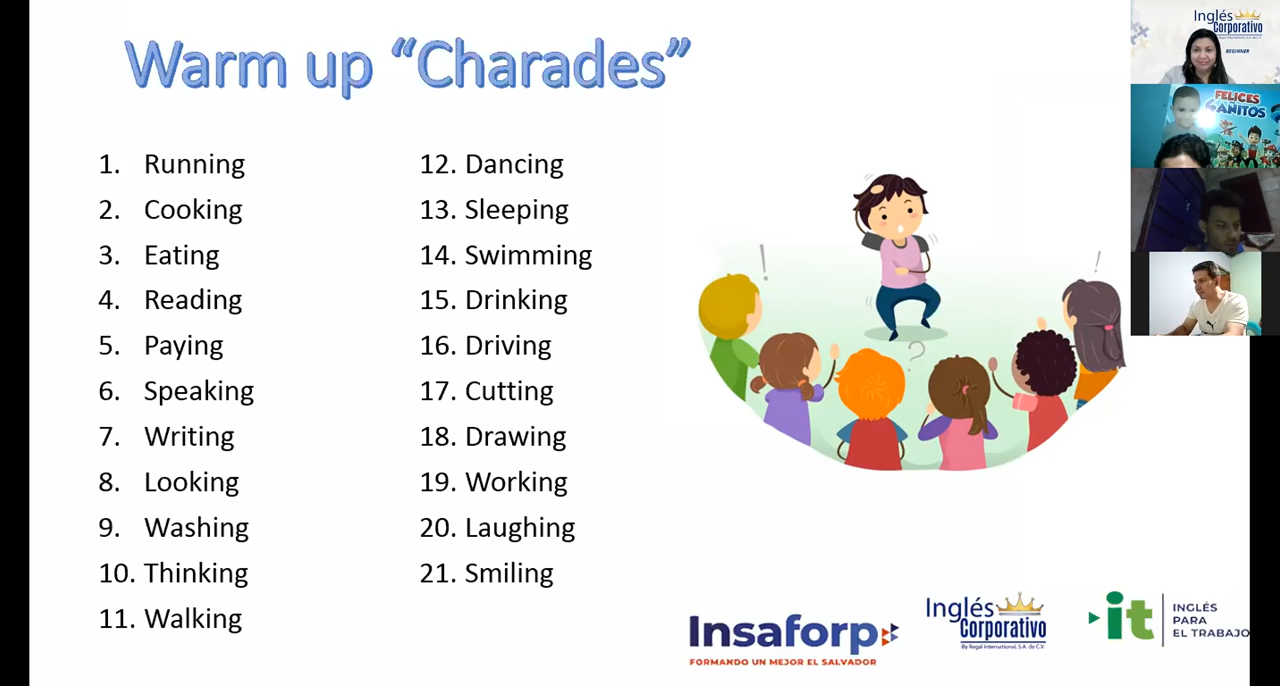 Warm up “Charades”
1. Running
2. Cooking
3. Eating
4. Reading
5. Paying
6. Speaking
7. Writing
8. Looking
9. Washing
10. Thinking
11. Walking
12. Dancing
13. Sleeping
14. Swimming
15. Drinking
16. Driving
17. Cutting
18. Drawing
19. Working
20. Laughing
21. Smiling
! !
?
Insaforp
FORMANDO UN MEJOR EL SALVADOR
Inglés
Corporativo
By Regal International, S.A. de C.V.
it
INGLÉS
PARA
EL TRABAJO
Inglés
Corporativo
BEGINNER
FELICES
AÑITOS